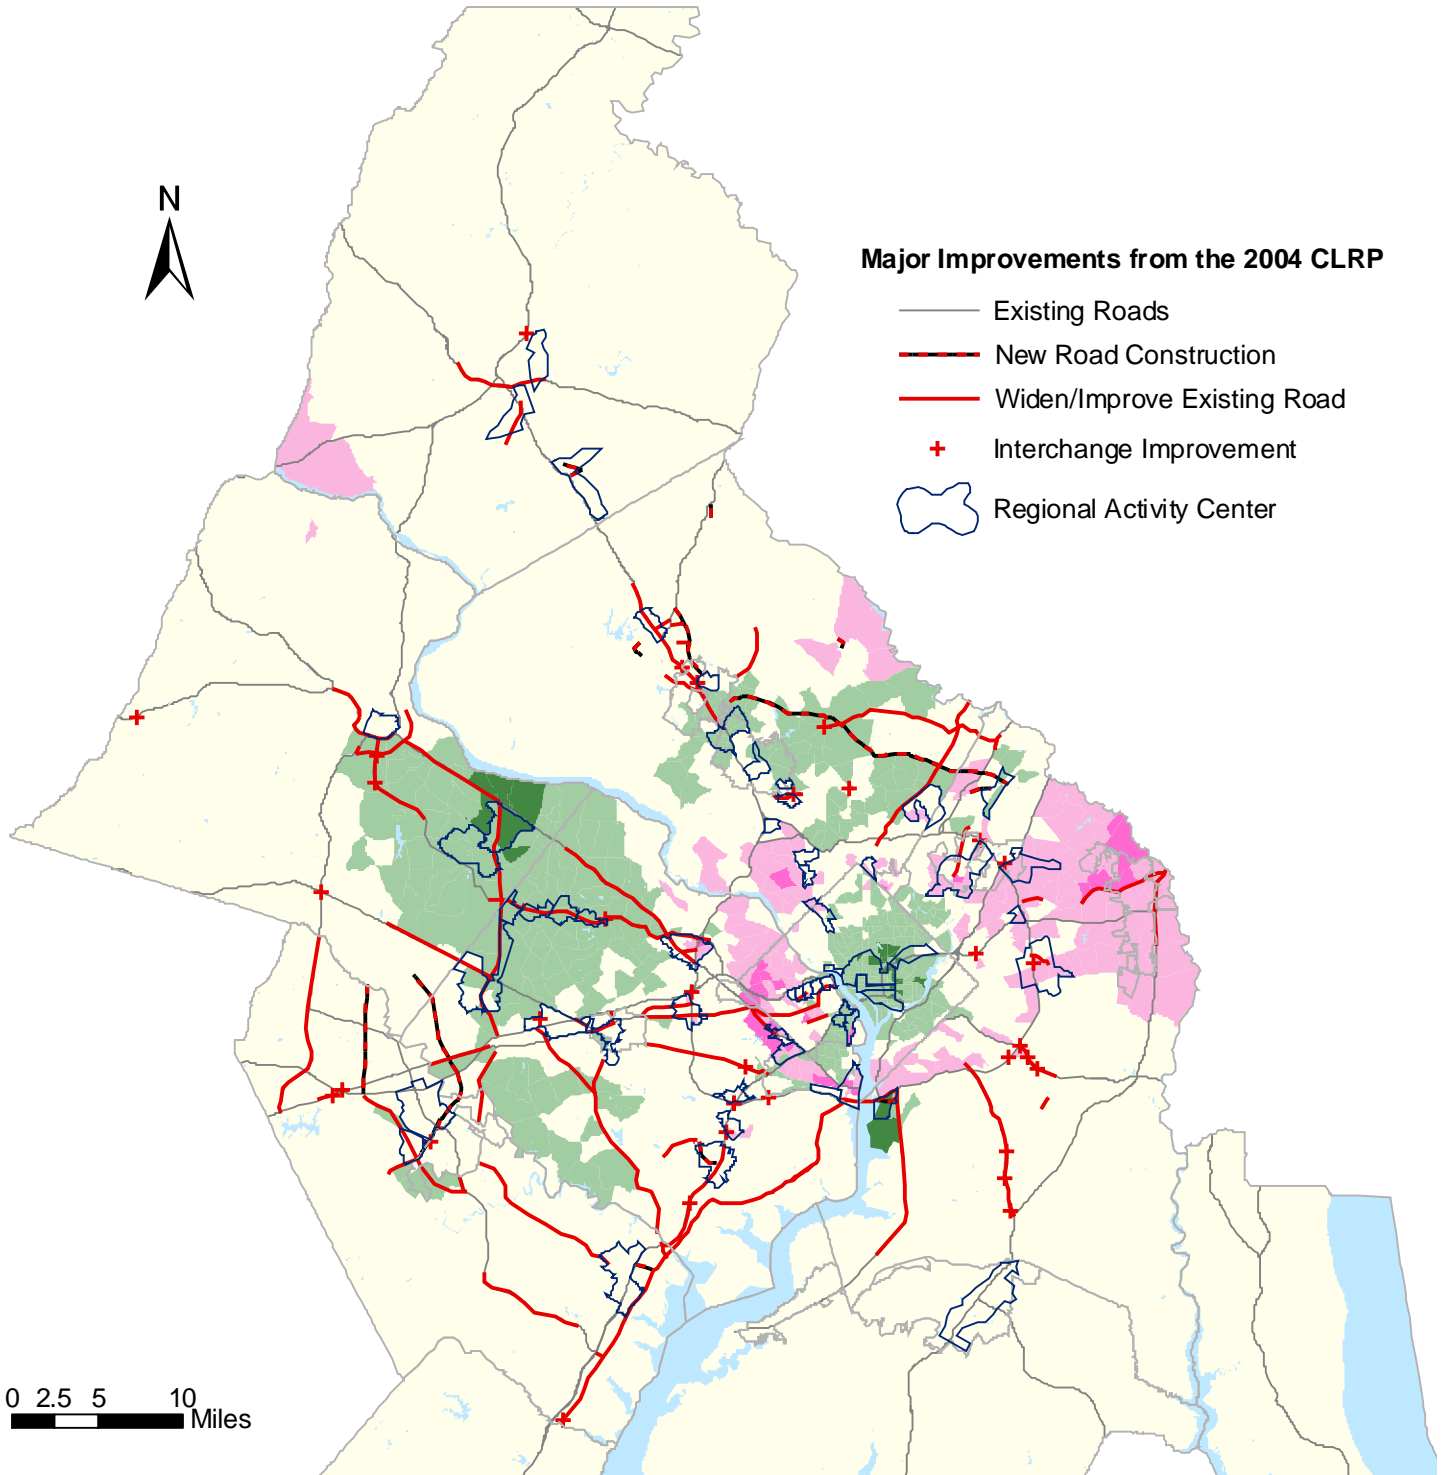 N
Major Improvements from the 2004 CLRP
Existing Roads
New Road Construction
Widen/Improve Existing Road
Interchange Improvement
Regional Activity Center
0 2.5 5 10
Miles